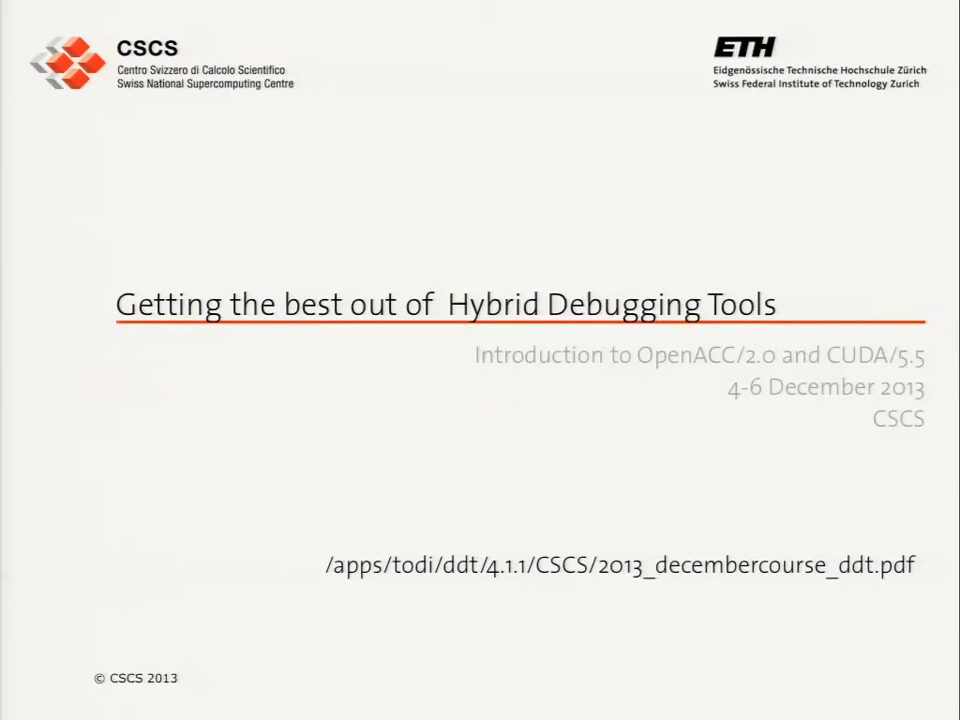 CSCS
Centro Svizzero di Calcolo Scientifico
Swiss National Supercomputing Centre
ETH
Eidgenössische Technische Hochschule Zürich
Swiss Federal Institute of Technology Zurich
Getting the best out of Hybrid Debugging Tools
Introduction to OpenACC/2.0 and CUDA/5.5
4-6 December 2013
CSCS
/apps/todi/ddt/4.1.1/CSCS/2013_decembercourse_ddt.pdf
© CSCS 2013